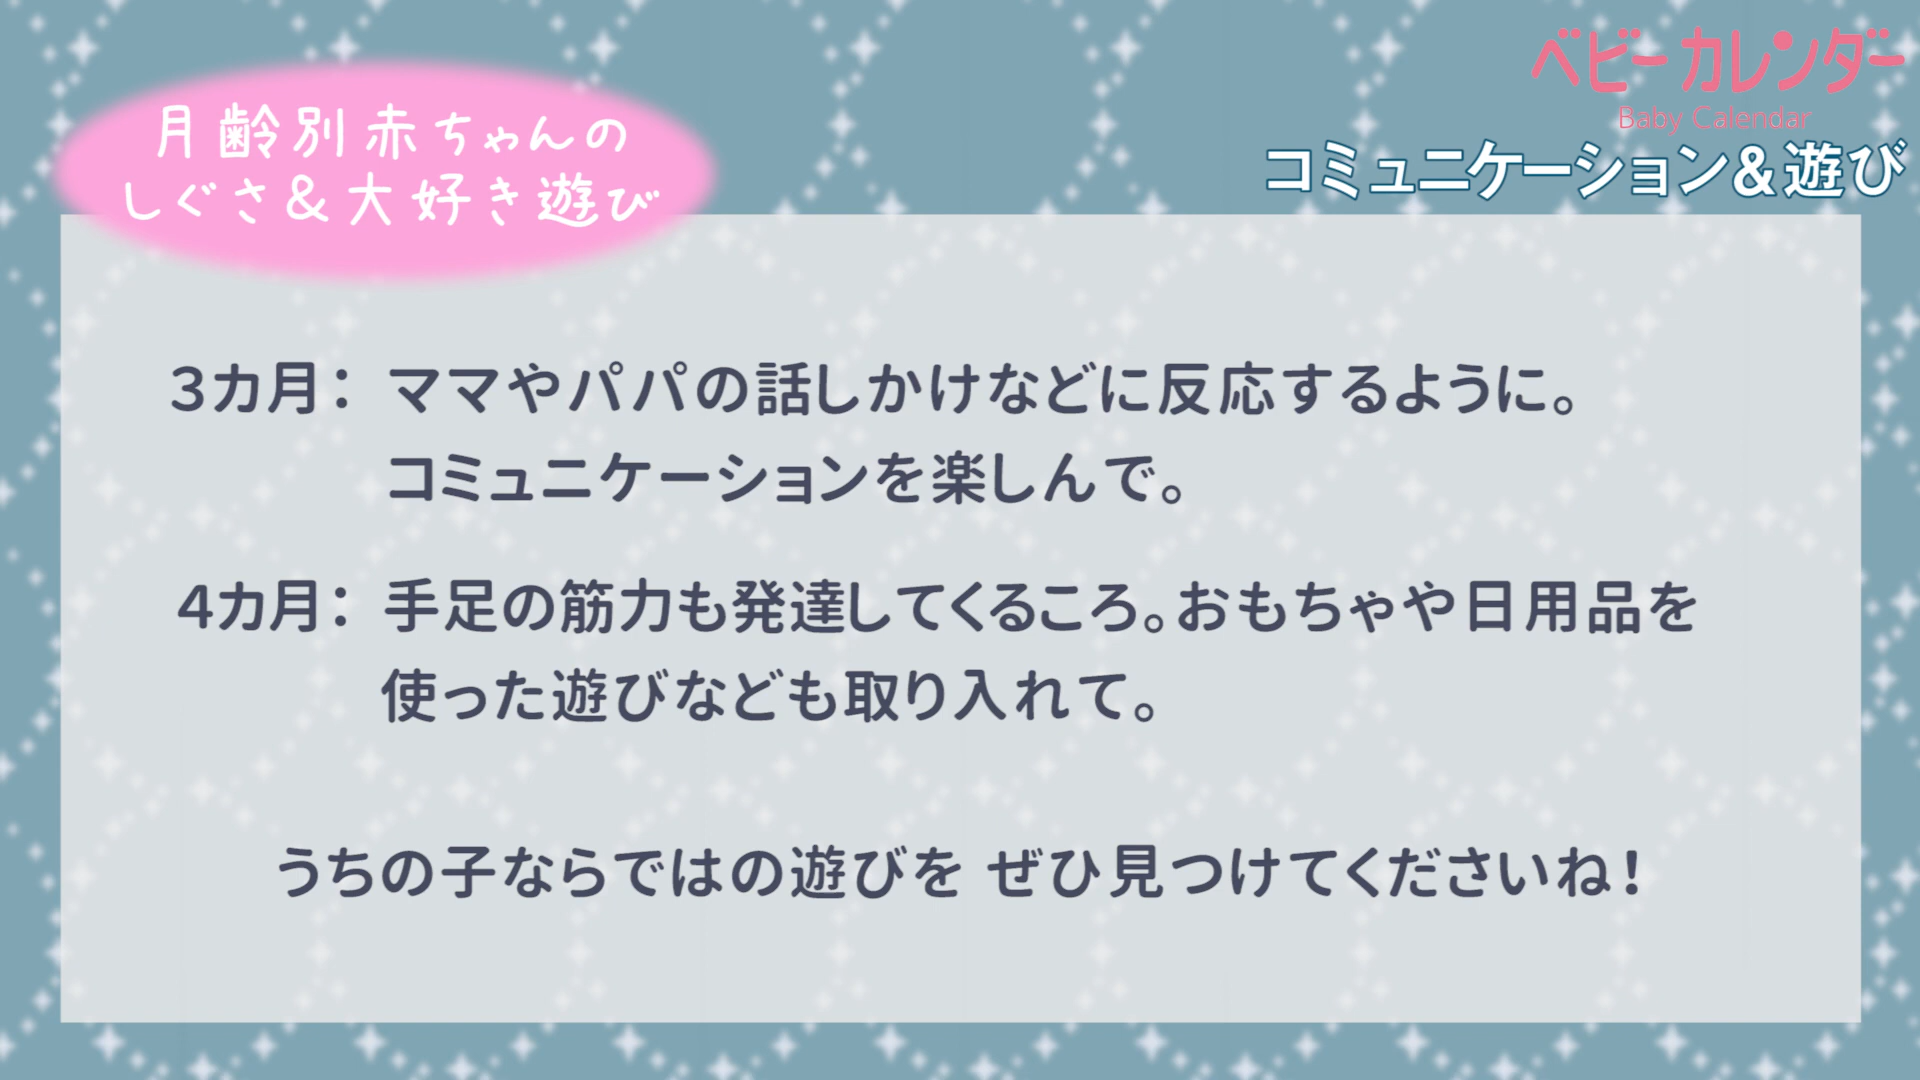 ベビーカレンダー
Baby Calendar
コミュニケーション&遊び
月齢別赤ちゃんの
しぐさ&大好き遊び
3カ月：ママやパパの話しかけなどに反応するように。
コミュニケーションを楽しんで。
4カ月：手足の筋力も発達してくるころ。おもちゃや日用品を
使った遊びなども取り入れて。
うちの子ならではの遊びを ぜひ見つけてくださいね！